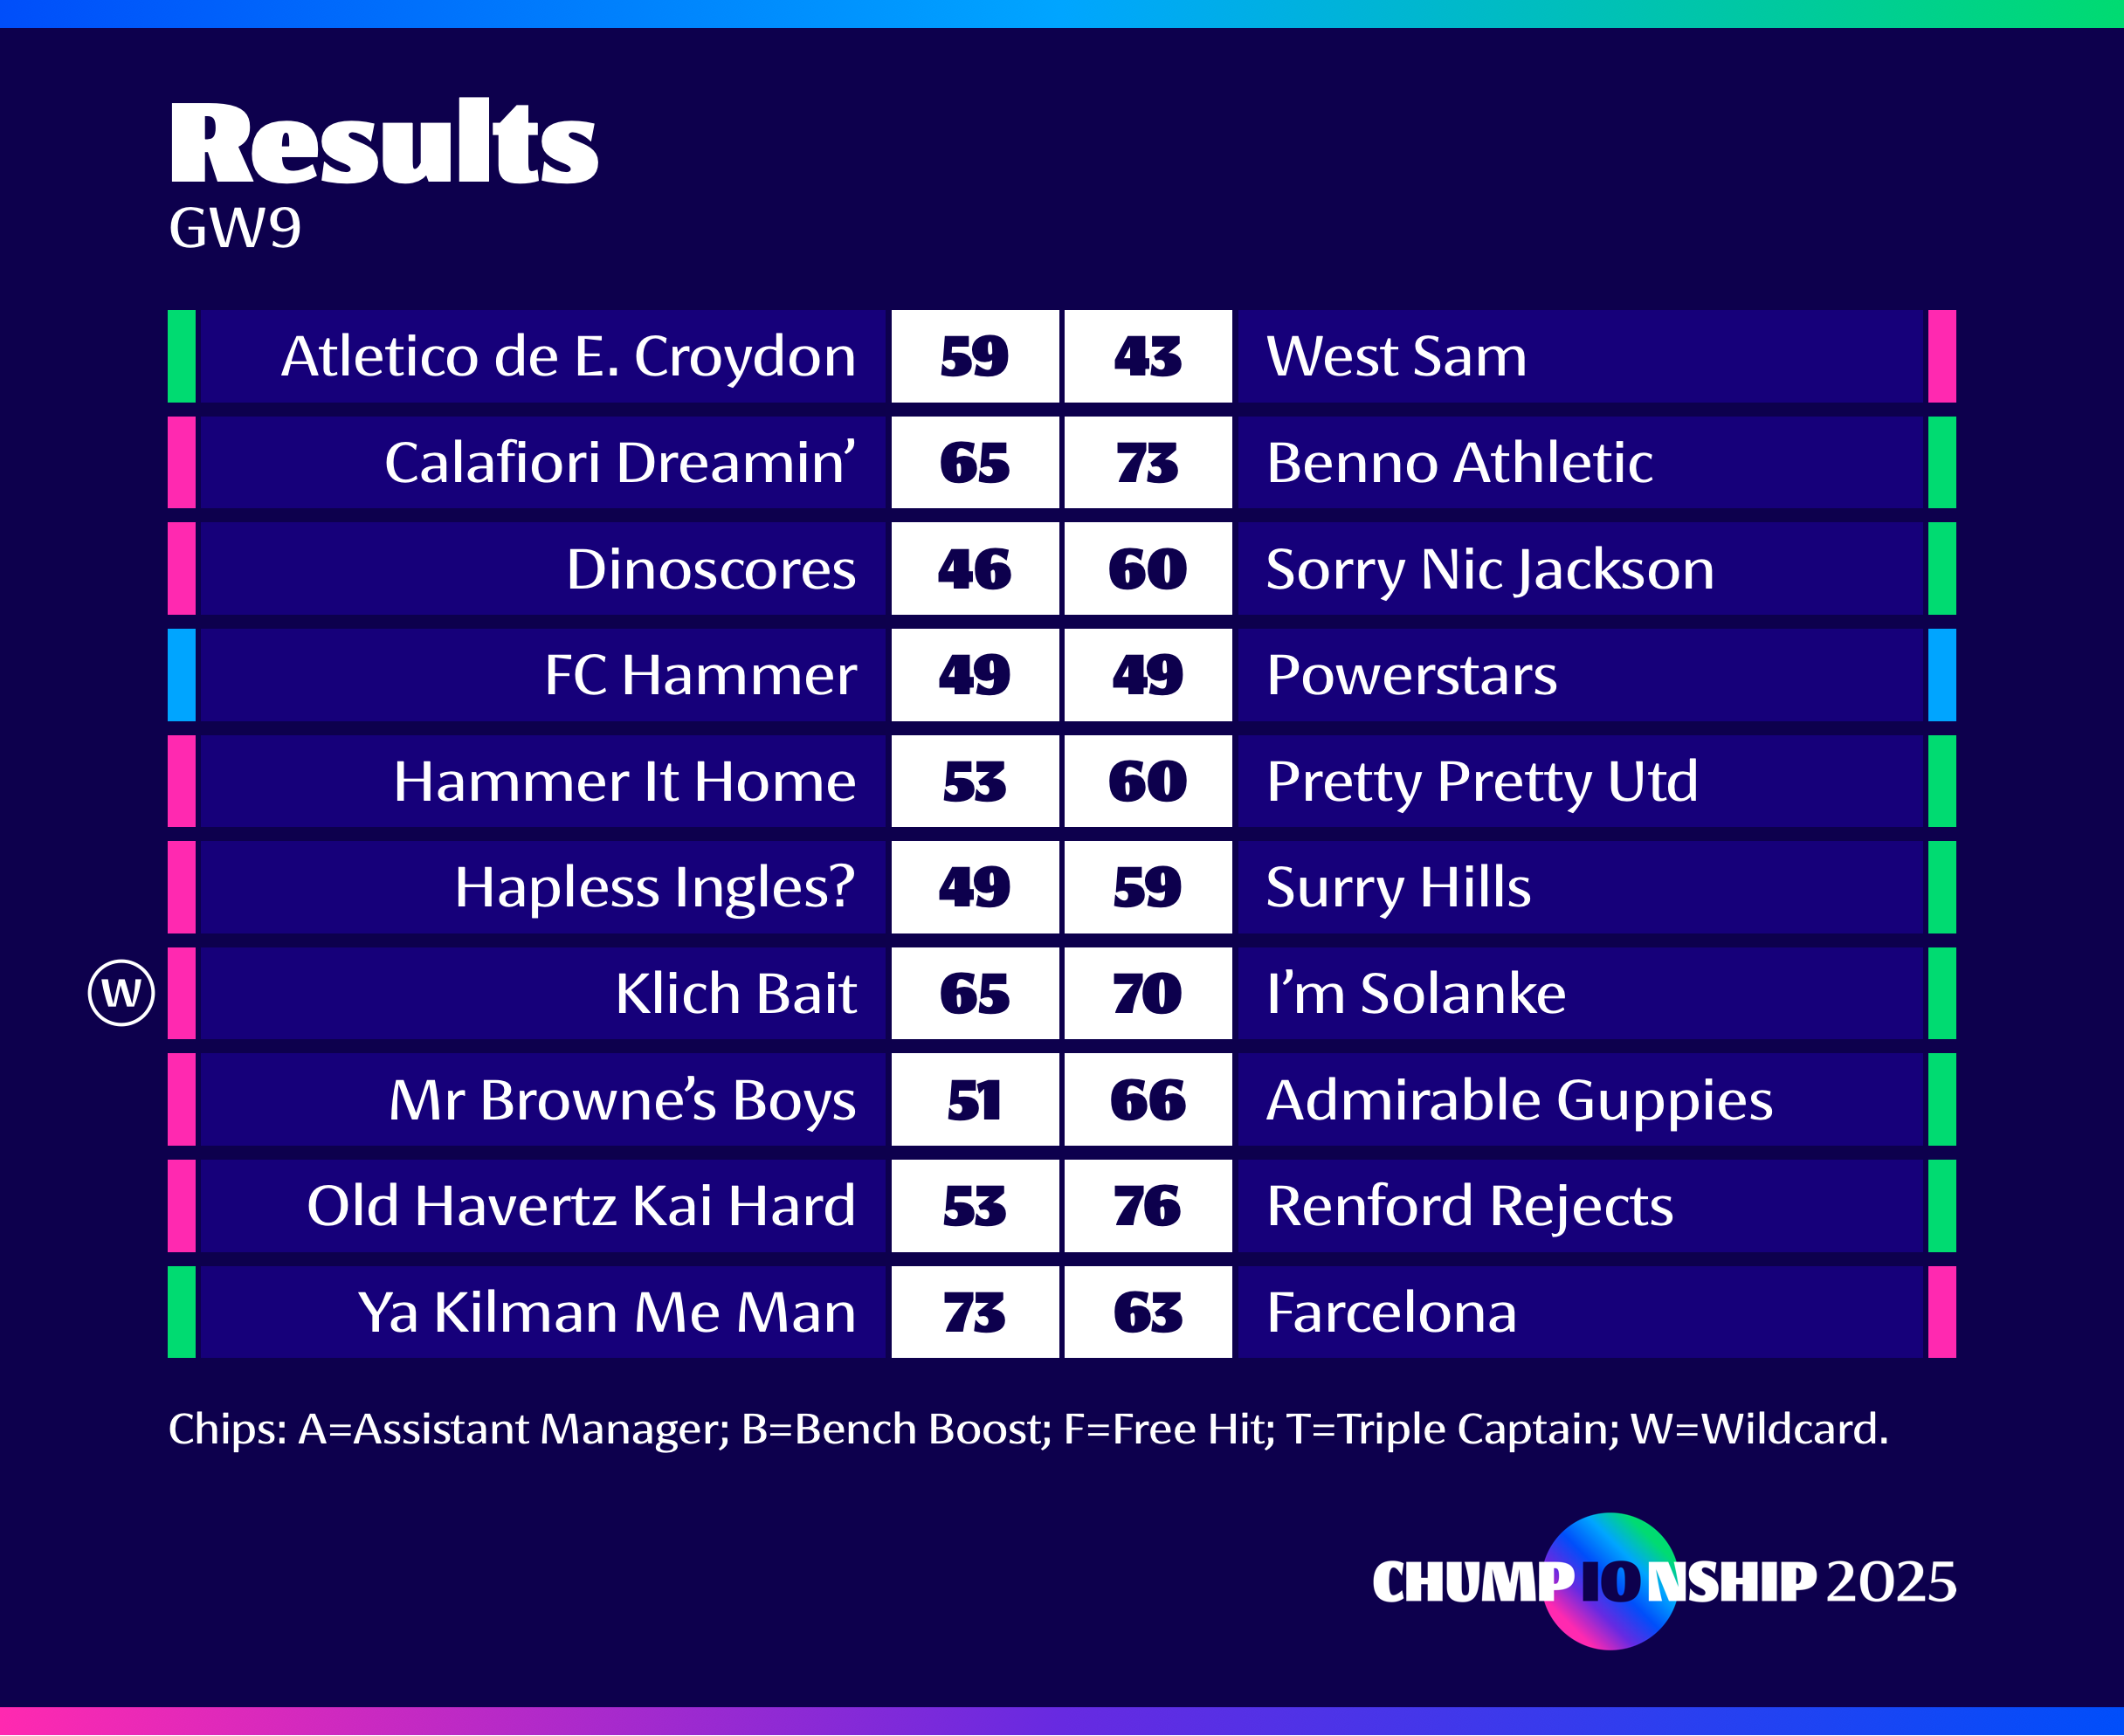 Results
GW9
Atletico de E. Croydon 59 43 West Sam
Calafiori Dreamin’ 65 73 Benno Athletic
Dinoscores 46 60 Sorry Nic Jackson
FC Hammer 49 49 Powerstars
Hammer It Home 53 60 Pretty Pretty Utd
Hapless Ingles? 49 59 Surry Hills
W Klich Bait 65 70 I’m Solanke
Mr Browne’s Boys 51 66 Admirable Guppies
Old Havertz Kai Hard 53 76 Renford Rejects
Ya Kilman Me Man 73 63 Farcelona
Chips: A=Assistant Manager; B=Bench Boost; F=Free Hit; T=Triple Captain; W=Wildcard.
CHUMPIONSHIP 2025